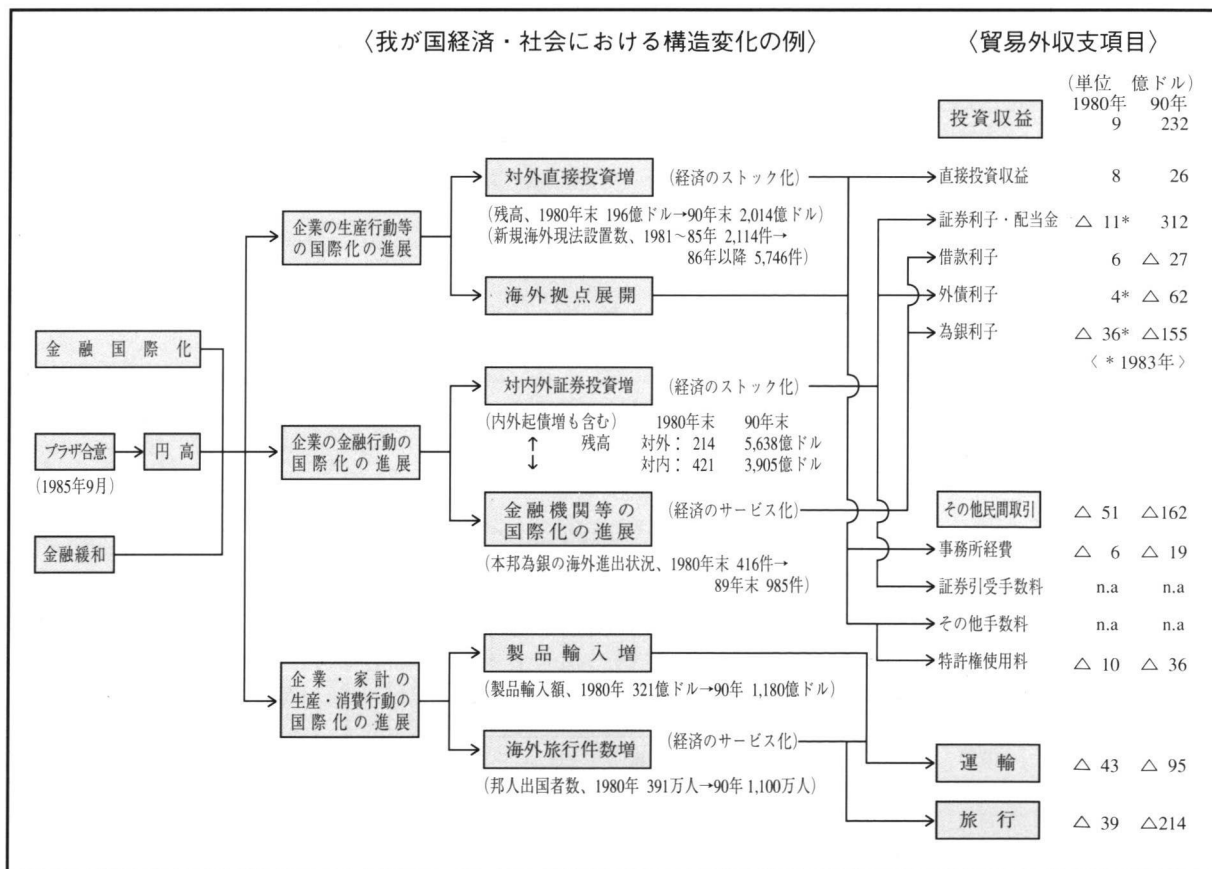 〈我が国経済・社会における構造変化の例〉
〈貿易外収支項目〉
(単位 億ドル)
1980年 90年
投資収益 9 232
対外直接投資増 (経済のストック化)
(残高、1980年末 196億ドル→90年末 2,014億ドル)
(新規海外現法設置数、1981〜85年 2,114件→
86年以降 5,746件)
海外拠点展開
企業の生産行動等
の国際化の進展
直接投資収益 8 26
証券利子・配当金 △ 11* 312
借款利子 6 △ 27
外債利子 4* △ 62
為銀利子 △ 36* △155
〈 * 1983年 〉
金融国際化
プラザ合意
円高
(1985年9月)
金融緩和
企業の金融行動の
国際化の進展
対内外証券投資増 (経済のストック化)
(内外起債増も含む) 1980年末 90年末
残高 対外: 214 5,638億ドル
対内: 421 3,905億ドル
金融機関等の
国際化の進展
(経済のサービス化)
(本邦為銀の海外進出状況、1980年末 416件→
89年末 985件)
その他民間取引 △ 51 △162
事務所経費 △ 6 △ 19
証券引受手数料 n.a n.a
その他手数料 n.a n.a
特許権使用料 △ 10 △ 36
企業・家計の
生産・消費行動の
国際化の進展
製品輸入増
(製品輸入額、1980年 321億ドル→90年 1,180億ドル)
海外旅行件数増 (経済のサービス化)
(邦人出国者数、1980年 391万人→90年 1,100万人)
運輸 △ 43 △ 95
旅行 △ 39 △214